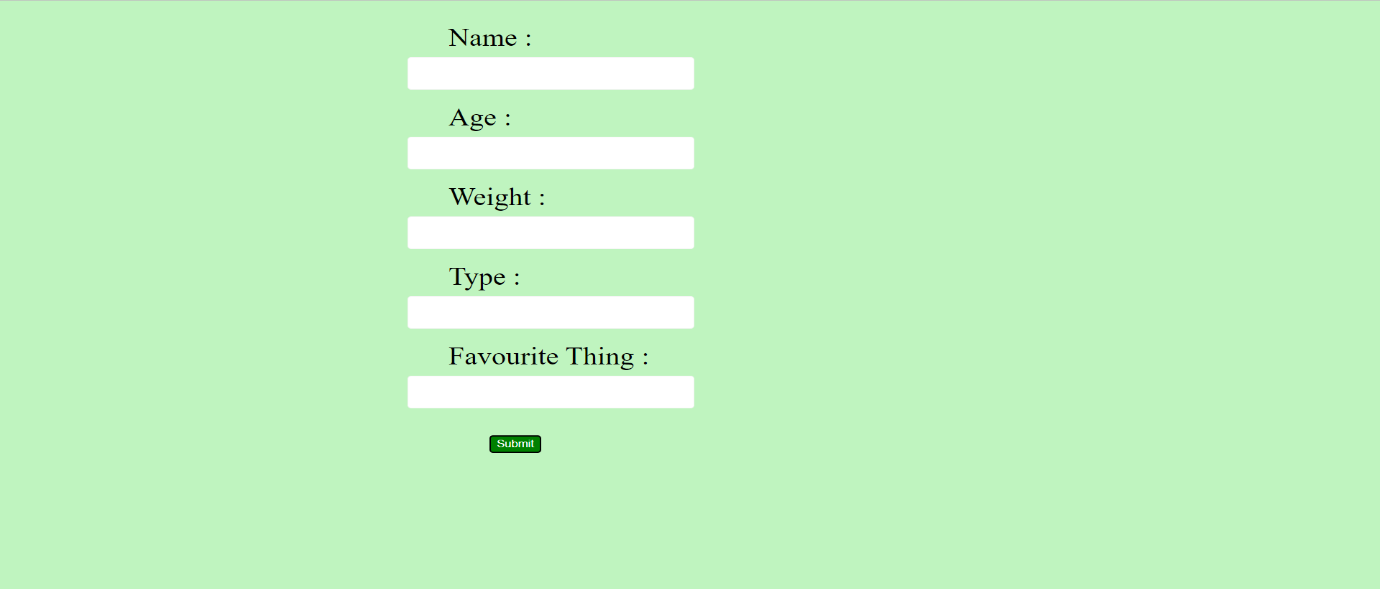 Name :
Age :
Weight :
Type :
Favourite Thing :
Submit